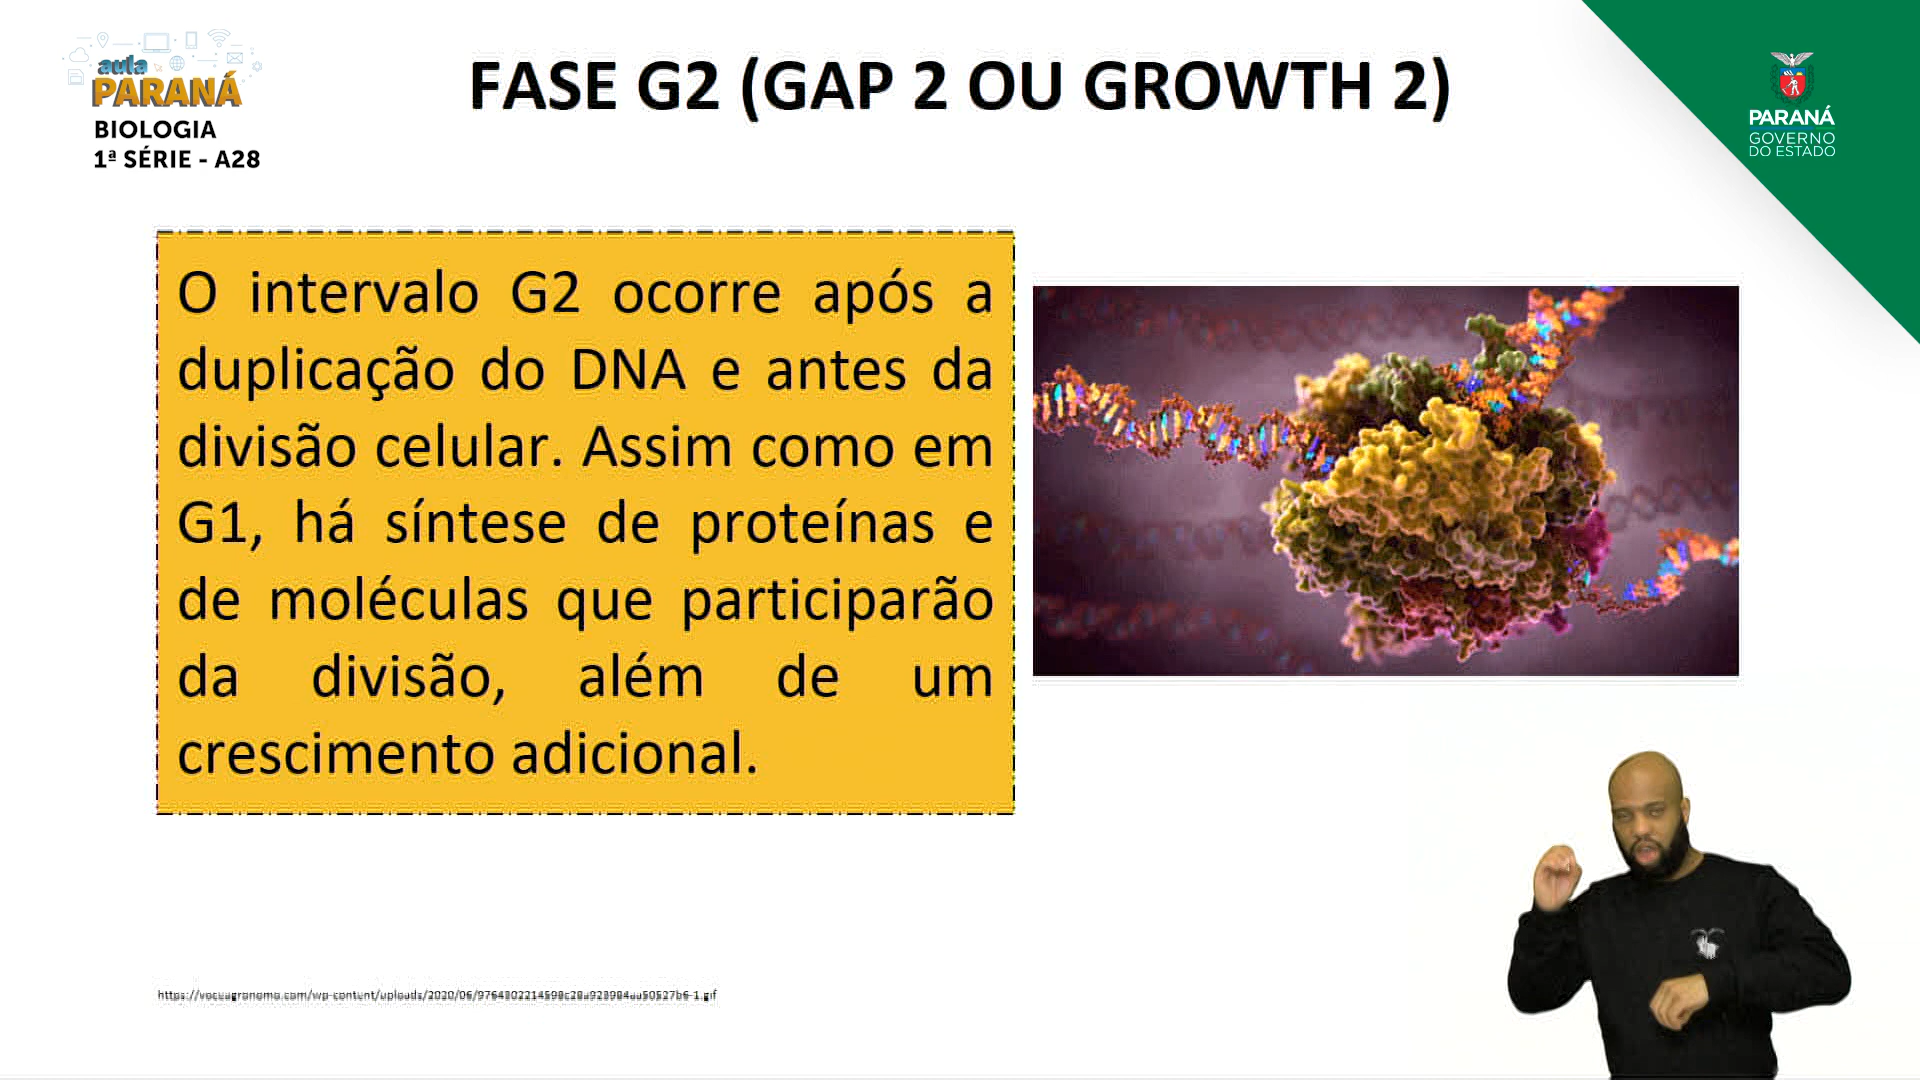 aula
PARANÁ
BIOLOGIA
1ª SÉRIE - A28
FASE G2 (GAP 2 OU GROWTH 2)
PARANÁ
GOVERNO
DO ESTADO
O intervalo G2 ocorre após a
duplicação do DNA e antes da
divisão celular. Assim como em
G1, há síntese de proteínas e
de moléculas que participarão
da divisão, além de um
crescimento adicional.